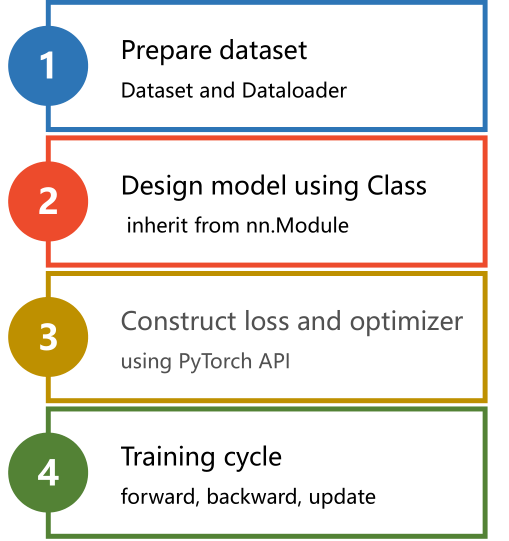 1
Prepare dataset
Dataset and Dataloader
2
Design model using Class
inherit from nn.Module
3
Construct loss and optimizer
using PyTorch API
4
Training cycle
forward, backward, update